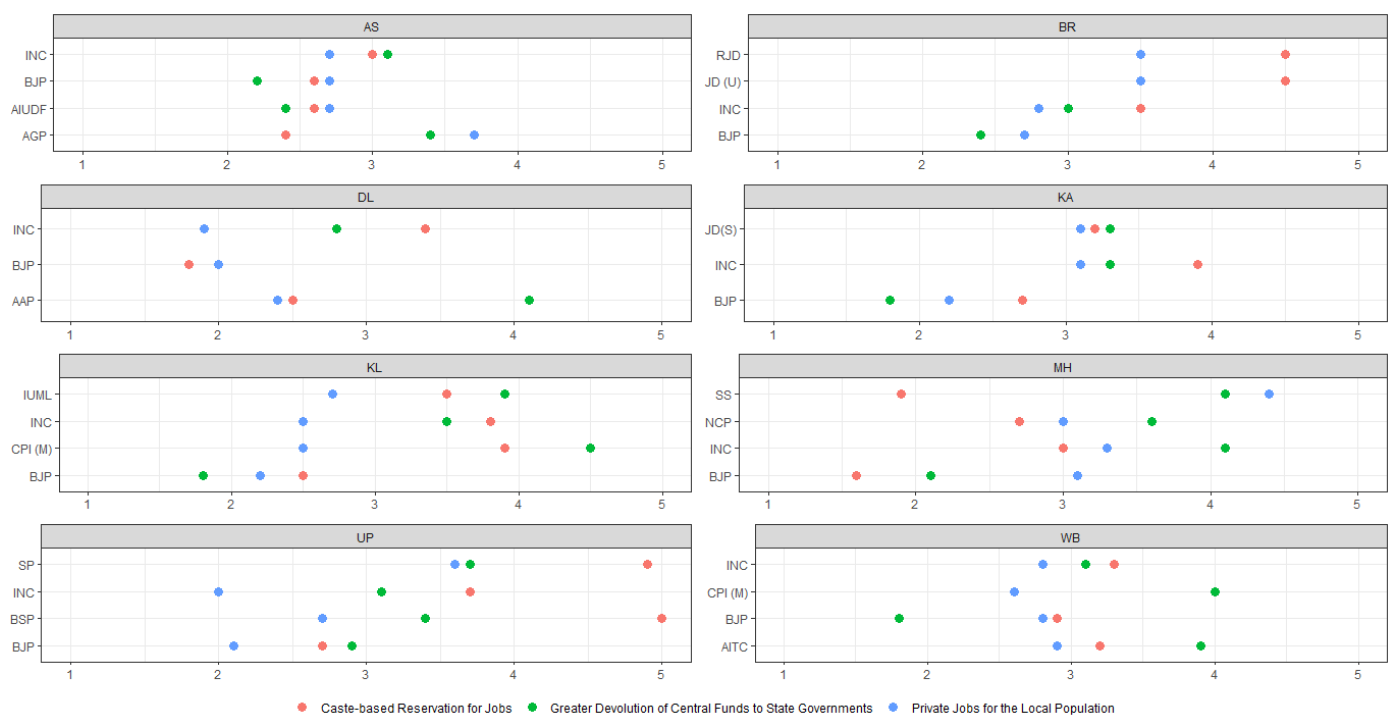 AS
INC
BJP
AIUDF
AGP
1 2 3 4 5
BR
RJD
JD (U)
INC
BJP
1 2 3 4 5
DL
INC
BJP
AAP
1 2 3 4 5
KA
JD(S)
INC
BJP
1 2 3 4 5
KL
IUML
INC
CPI (M)
BJP
1 2 3 4 5
MH
SS
NCP
INC
BJP
1 2 3 4 5
UP
SP
INC
BSP
BJP
1 2 3 4 5
WB
INC
CPI (M)
BJP
AITC
1 2 3 4 5
Caste-based Reservation for Jobs Greater Devolution of Central Funds to State Governments Private Jobs for the Local Population